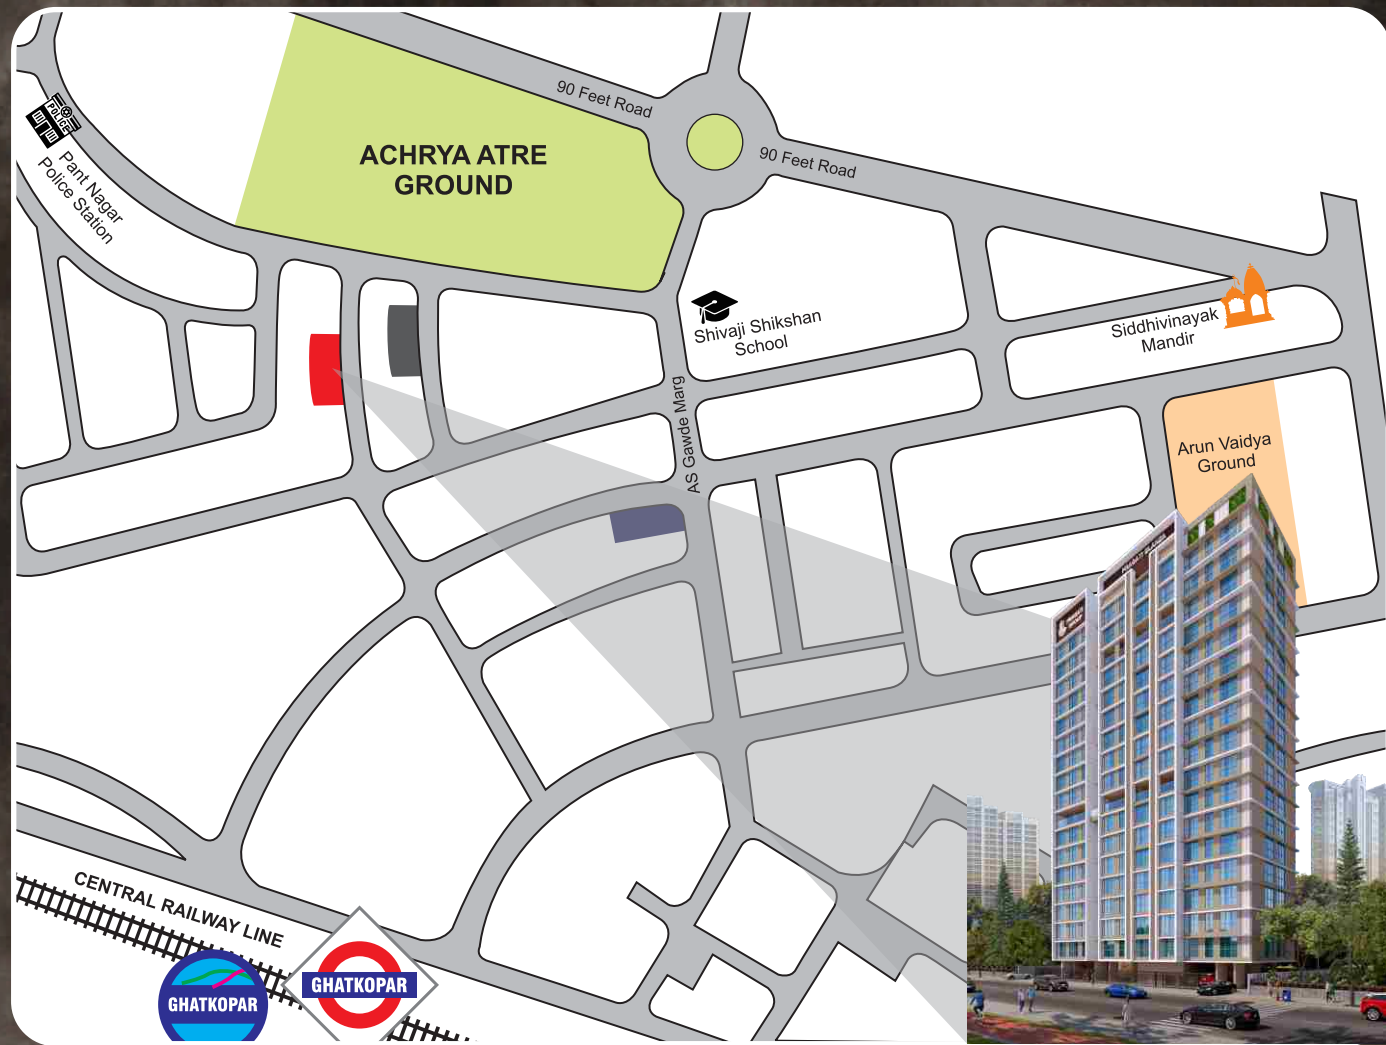 90 Feet Road
POLICE
ACHRYA ATRE
GROUND
90 Feet Road
Pant Nagar
Police Station
Shivaji Shikshan
School
Siddhivinayak
Mandir
AS Gawde Marg
Arun Vaidya
Ground
CENTRAL RAILWAY LINE
GHATKOPAR
GHATKOPAR